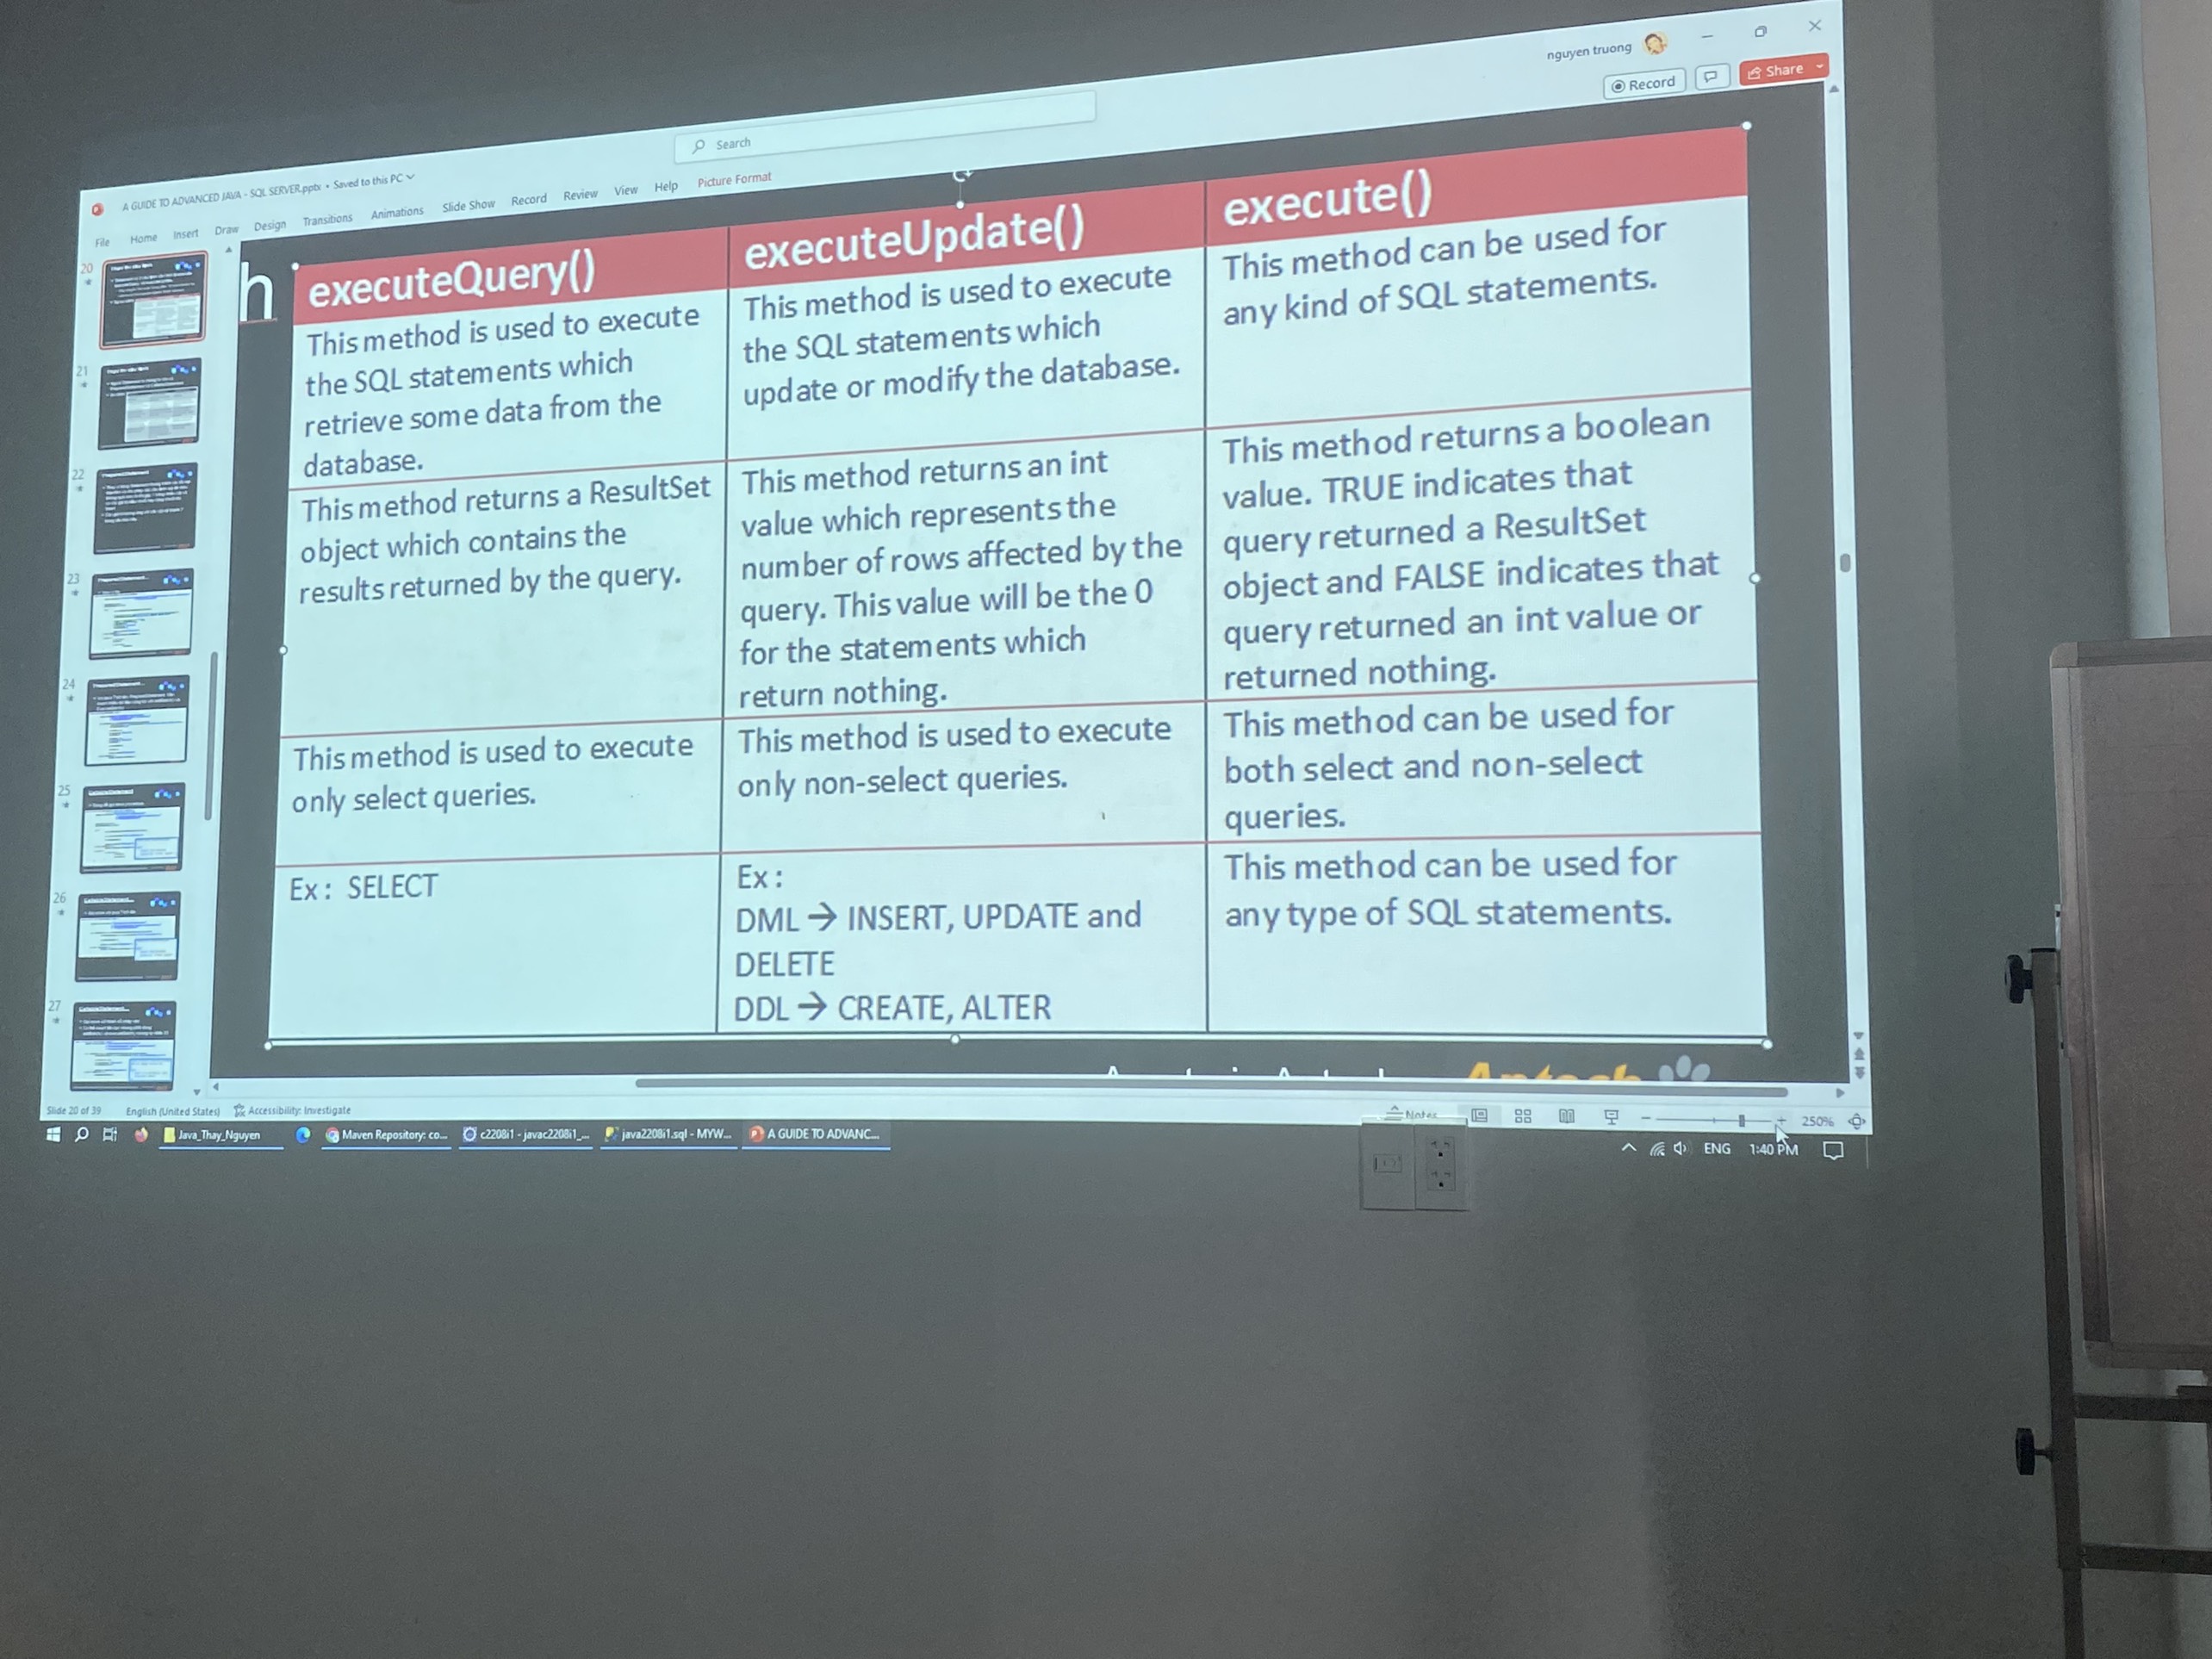 nguyen truong
Record
Share
Search
A GUIDE TO ADVANCED JAVA - SQL SERVER.pptx • Saved to this PC
File Home Insert Draw Design Transitions Animations Slide Show Record Review View Help Picture Format
h
executeQuery()
This method is used to execute
the SQL statements which
retrieve some data from the
database.
executeUpdate()
This method is used to execute
the SQL statements which
update or modify the database.
execute()
This method can be used for
any kind of SQL statements.
This method returns a ResultSet
object which contains the
results returned by the query.
This method returns an int
value which represents the
number of rows affected by the
query. This value will be the 0
for the statements which
return nothing.
This method returns a boolean
value. TRUE indicates that
query returned a ResultSet
object and FALSE indicates that
query returned an int value or
returned nothing.
This method is used to execute
only select queries.
This method is used to execute
only non-select queries.
This method can be used for
both select and non-select
queries.
Ex: SELECT
Ex:
DML → INSERT, UPDATE and
DELETE
DDL → CREATE, ALTER
This method can be used for
any type of SQL statements.
20
21
22
23
24
25
26
27
Slide 20 of 39 English (United States) Accessibility: Investigate
Notes
250%
Java_Thay_Nguyen
Maven Repository: co...
c2208i1 - javac2208i1_...
java2208i1.sql - MYW...
A GUIDE TO ADVANC...
ENG 1:40 PM